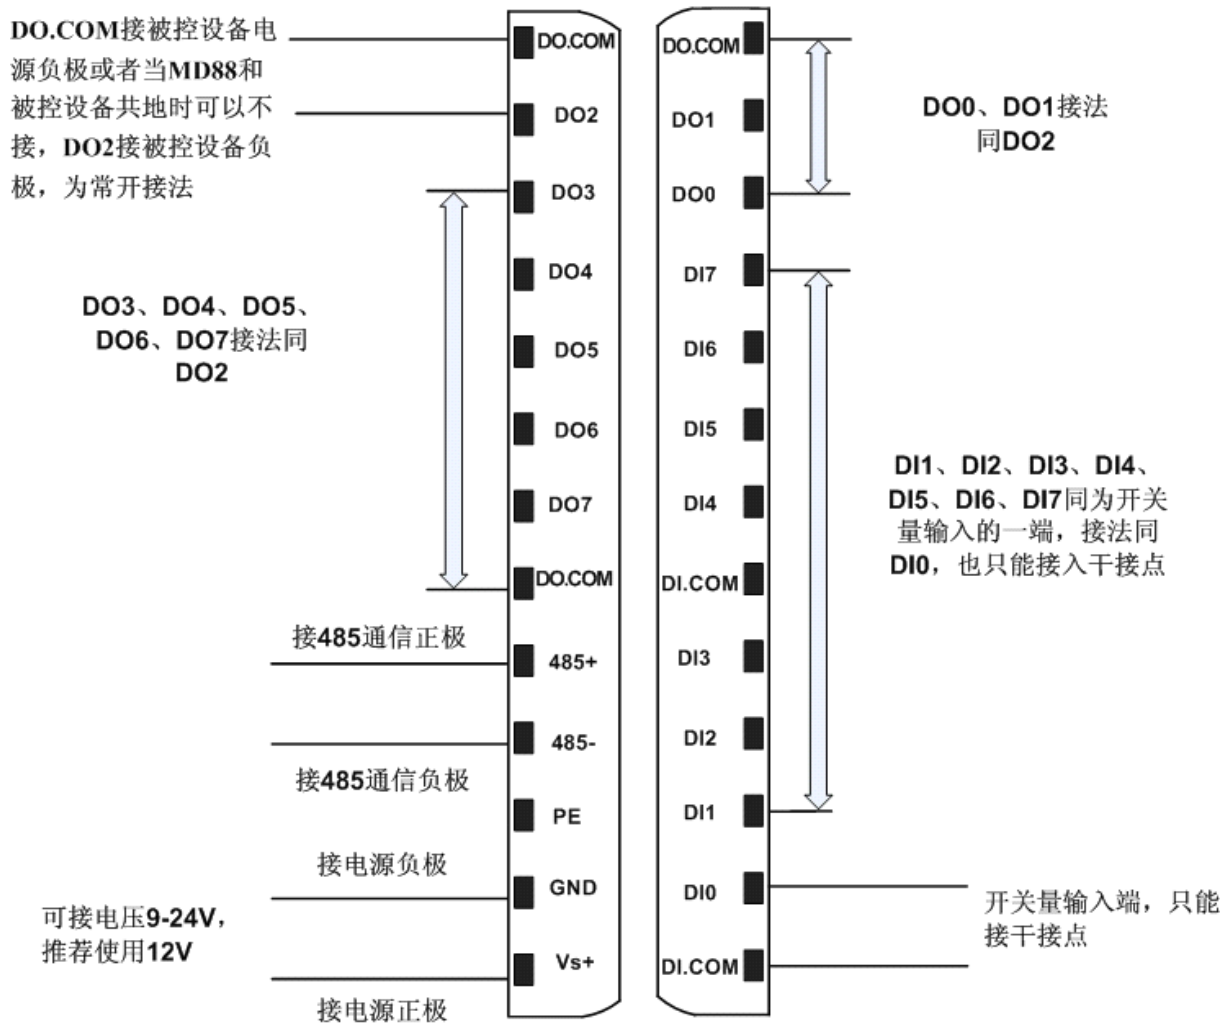 DO.COM接被控设备电
源负极或者当MD88和
被控设备共地时可以不
接，DO2接被控设备负
极，为常开接法
DO3、DO4、DO5、
DO6、DO7接法同
DO2
接485通信正极
接485通信负极
接电源负极
可接电压9-24V，
推荐使用12V
接电源正极
DO.COM
DO2
DO3
DO4
DO5
DO6
DO7
DO.COM
485+
485-
PE
GND
Vs+
DO.COM
DO1
DO0
DI7
DI6
DI5
DI4
DI.COM
DI3
DI2
DI1
DI0
DI.COM
DO0、DO1接法
同DO2
DI1、DI2、DI3、DI4、
DI5、DI6、DI7同为开关
量输入的一端，接法同
DI0，也只能接入干接点
开关量输入端，只能
接干接点